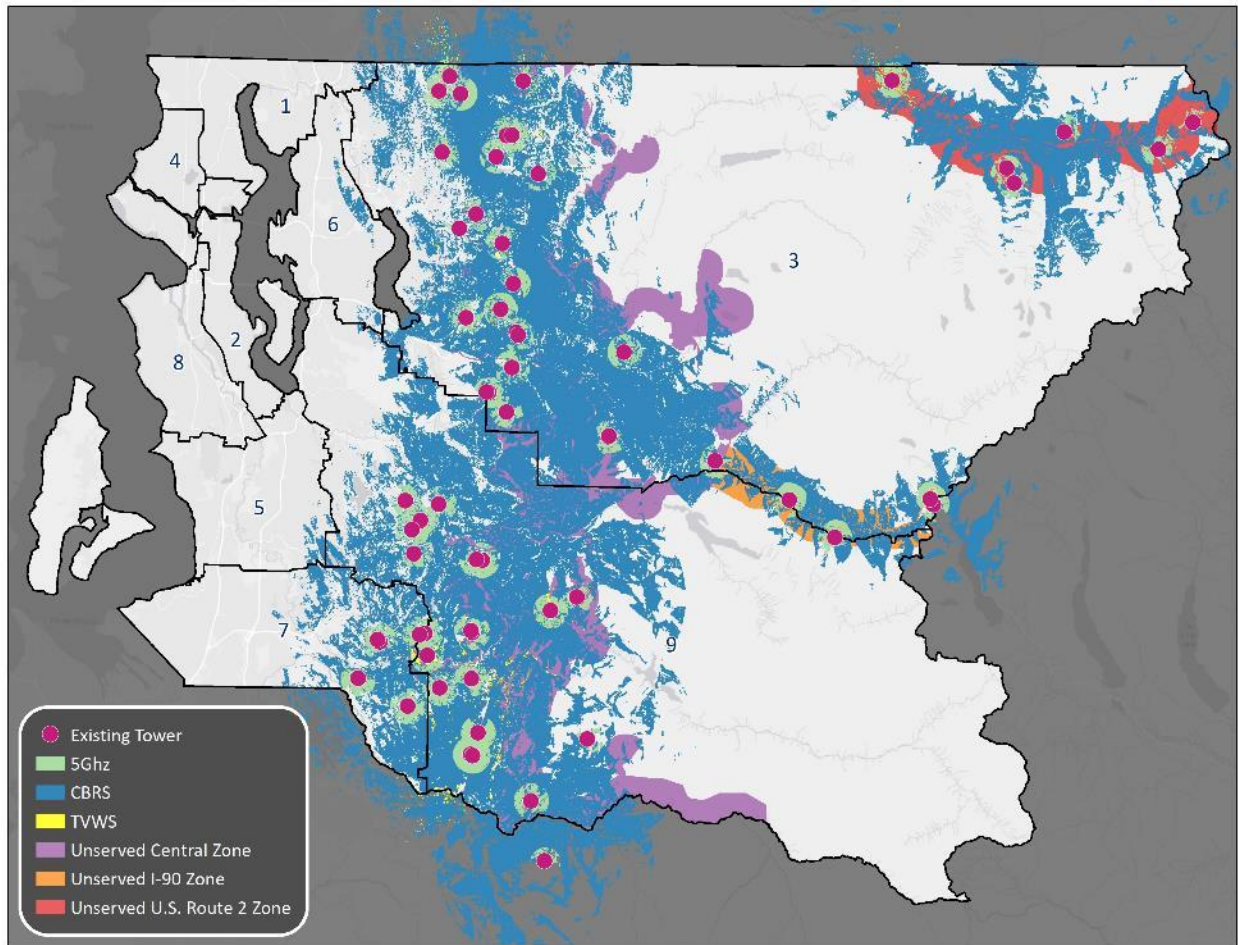 1
4
6
3
2
8
5
7
9
Existing Tower
5Ghz
CBRS
TVWS
Unserved Central Zone
Unserved I-90 Zone
Unserved U.S. Route 2 Zone